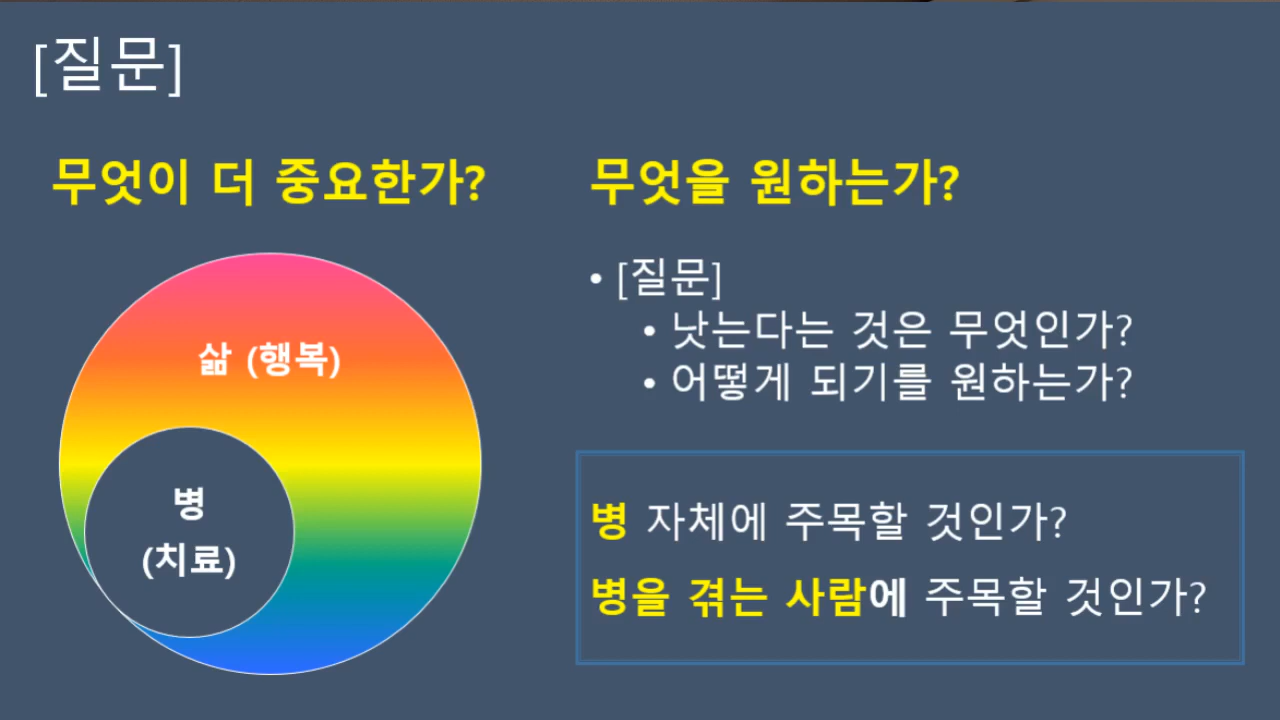 [질문]
무엇이 더 중요한가?
삶 (행복)
병
(치료)
무엇을 원하는가?
• [질문]
• 낫는다는 것은 무엇인가?
• 어떻게 되기를 원하는가?
병 자체에 주목할 것인가?
병을 겪는 사람에 주목할 것인가?